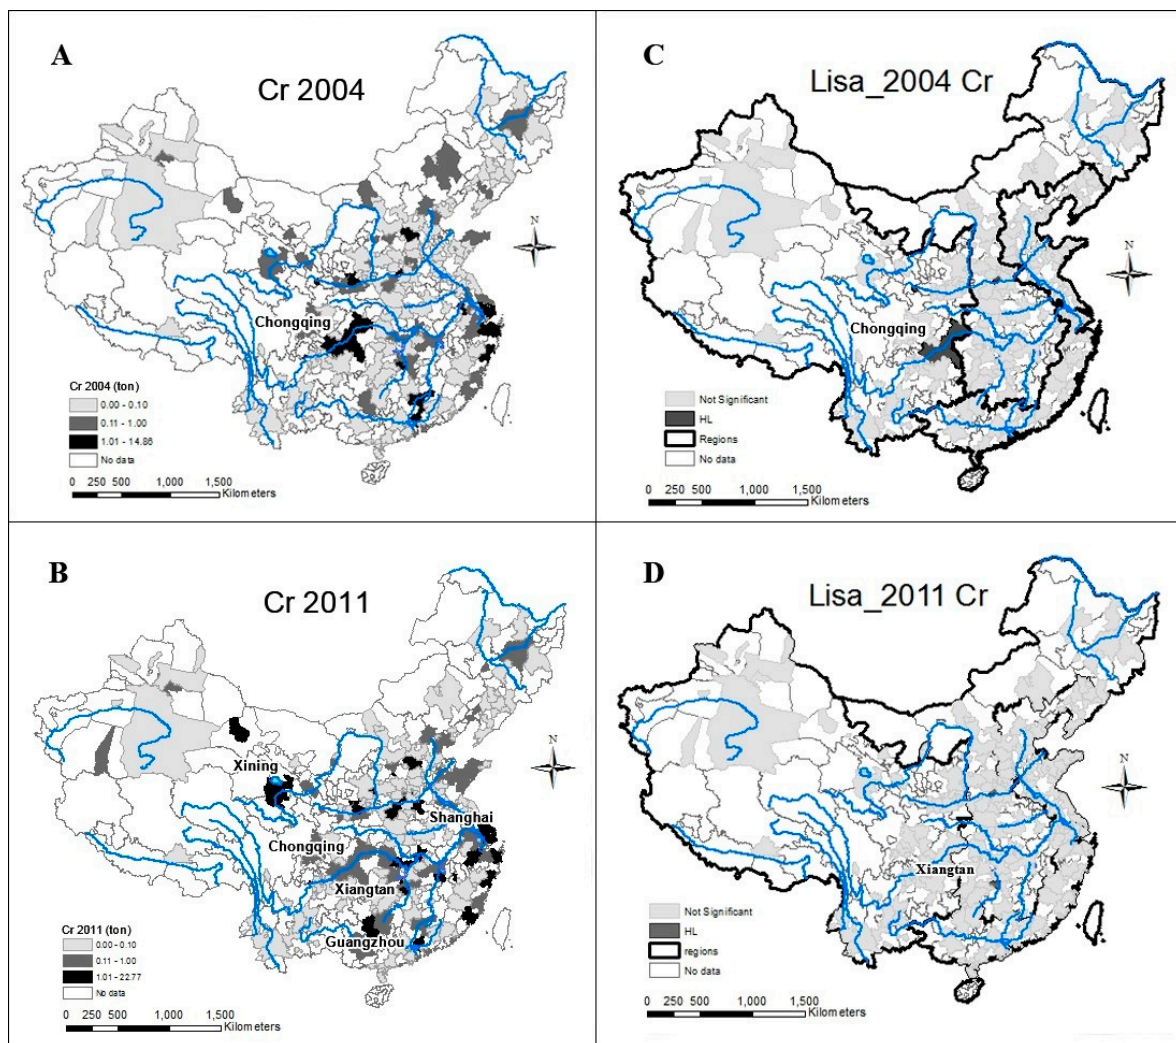 A
Cr 2004
N
Chongqing
Cr 2004 (ton)
0.00 - 0.10
0.11 - 1.00
1.01 - 14.86
No data
0 250 500 1,000 1,500
Kilometers
C
Lisa_2004 Cr
N
Chongqing
Not Significant
HL
Regions
No data
0 250 500 1,000 1,500
Kilometers
B
Cr 2011
N
Xining
Shanghai
Chongqing
Xiangtan
Guangzhou
Cr 2011 (ton)
0.00 - 0.10
0.11 - 1.00
1.01 - 22.77
No data
0 250 500 1,000 1,500
Kilometers
D
Lisa_2011 Cr
N
Xiangtan
Not Significant
HL
regions
No data
0 250 500 1,000 1,500
Kilometers